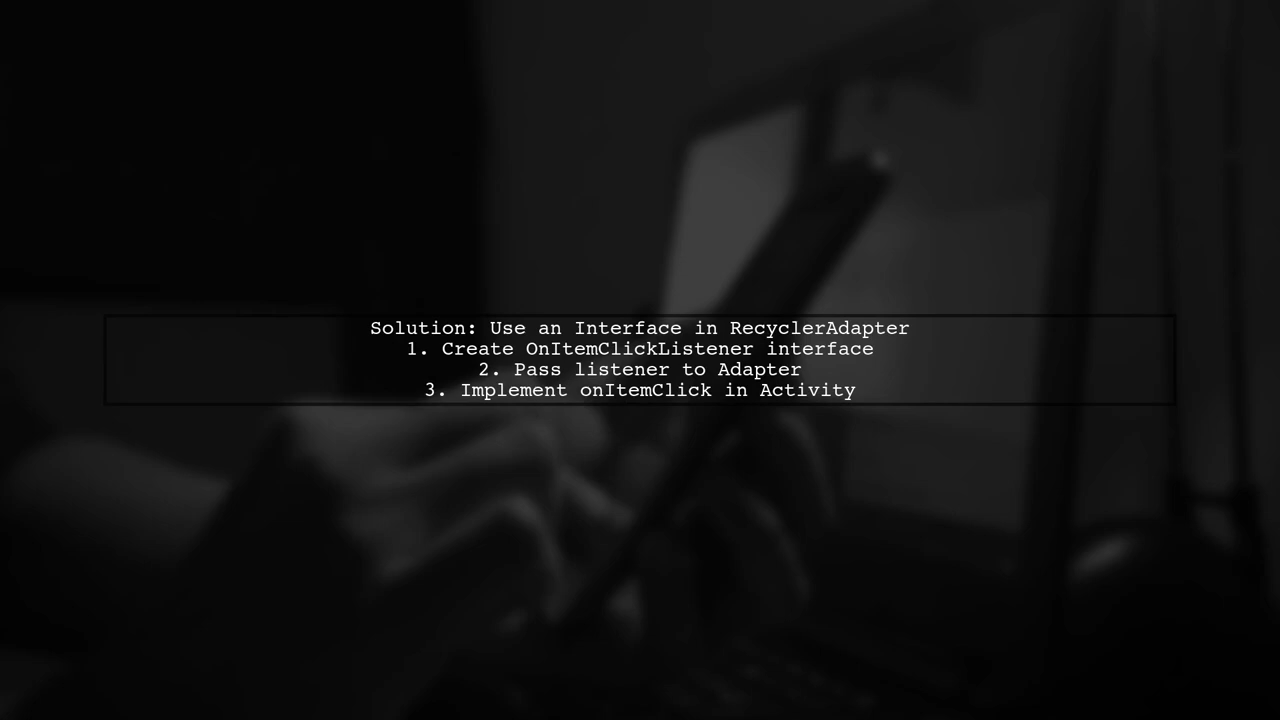 Solution: Use an Interface in RecyclerAdapter
1. Create OnItemClickListener interface
2. Pass listener to Adapter
3. Implement onItemClick in Activity